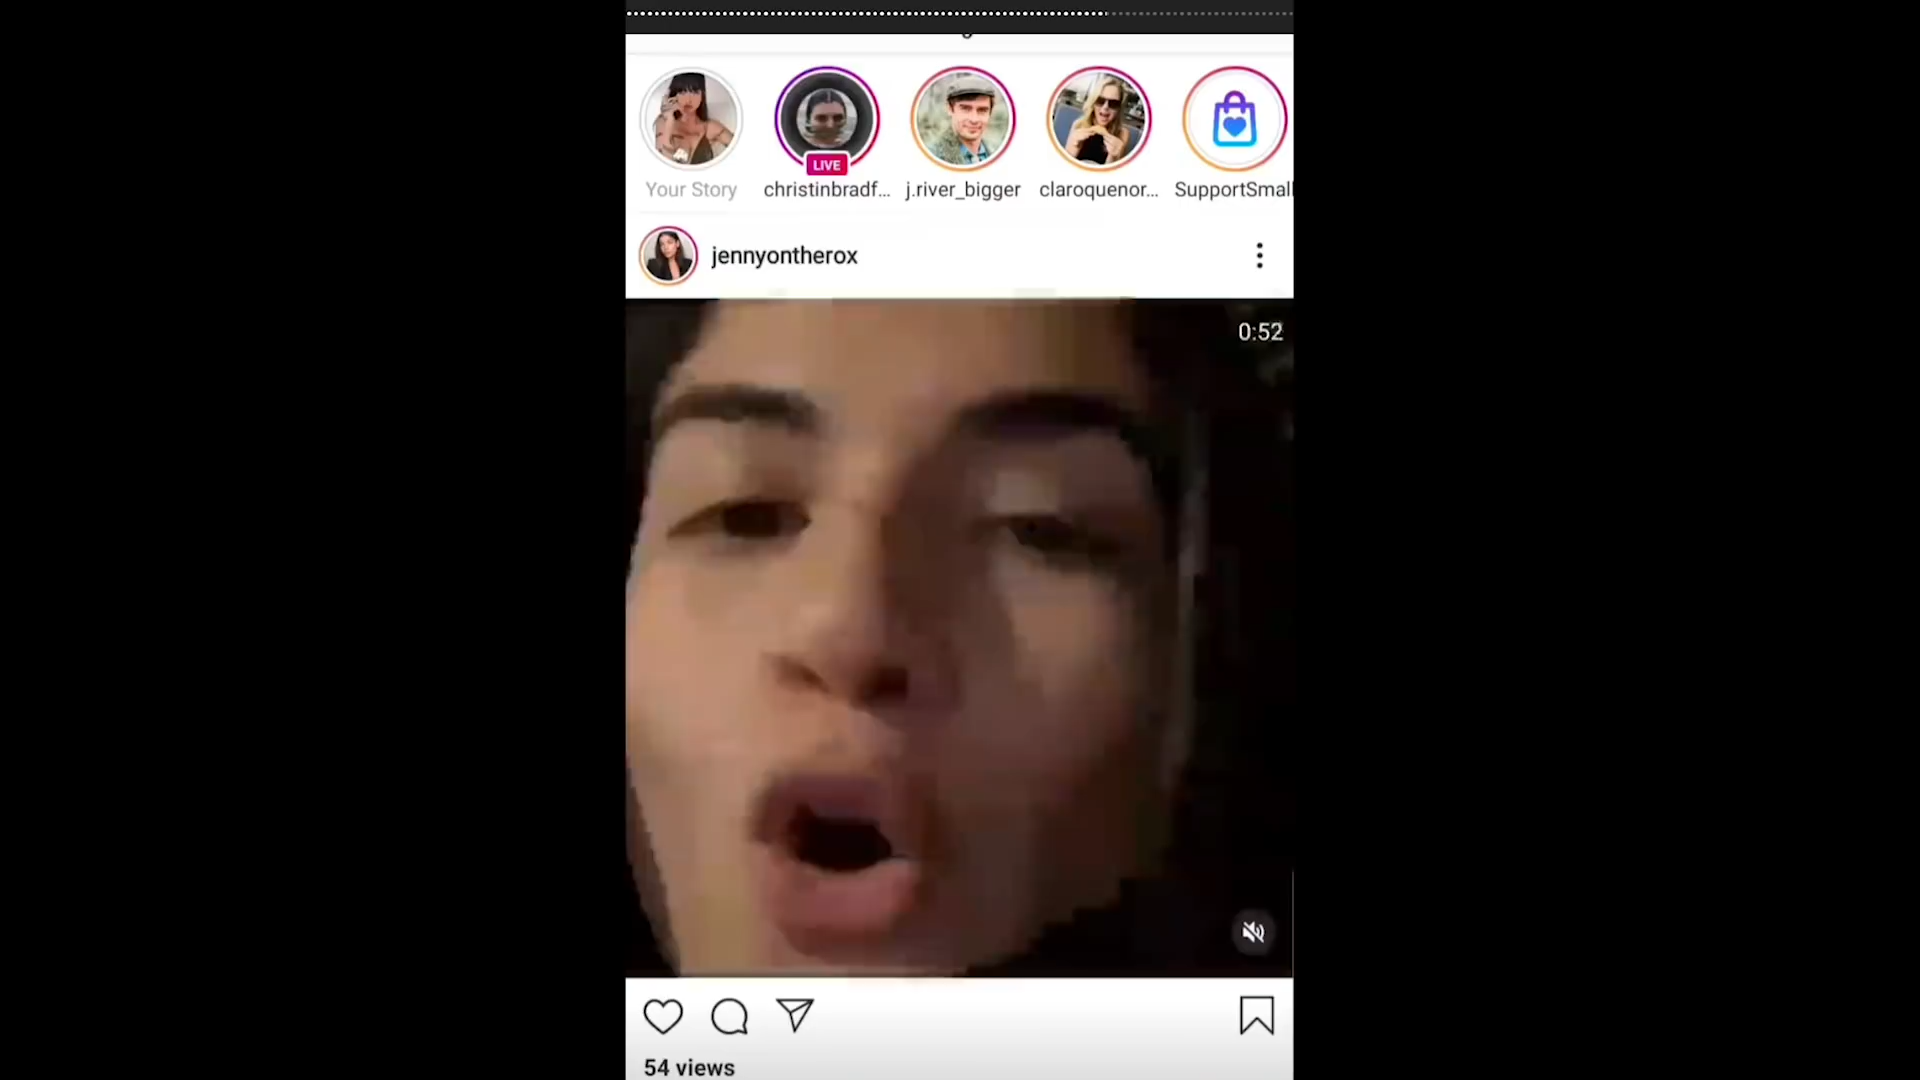 Your Story
LIVE
christinbradf...
j.river_bigger
claroquenor...
SupportSmall
jennyontherox
0:52
54 views